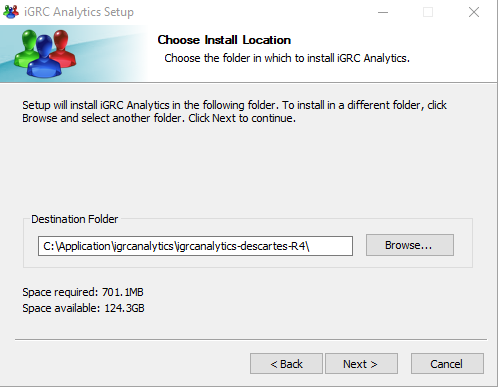 iGRC Analytics Setup
Choose Install Location
Choose the folder in which to install iGRC Analytics.
Setup will install iGRC Analytics in the following folder. To install in a different folder, click
Browse and select another folder. Click Next to continue.
Destination Folder
C:\Application\igrcanalytics\igrcanalytics-descartes-R4\
Browse...
Space required: 701.1MB
Space available: 124.3GB
< Back
Next >
Cancel